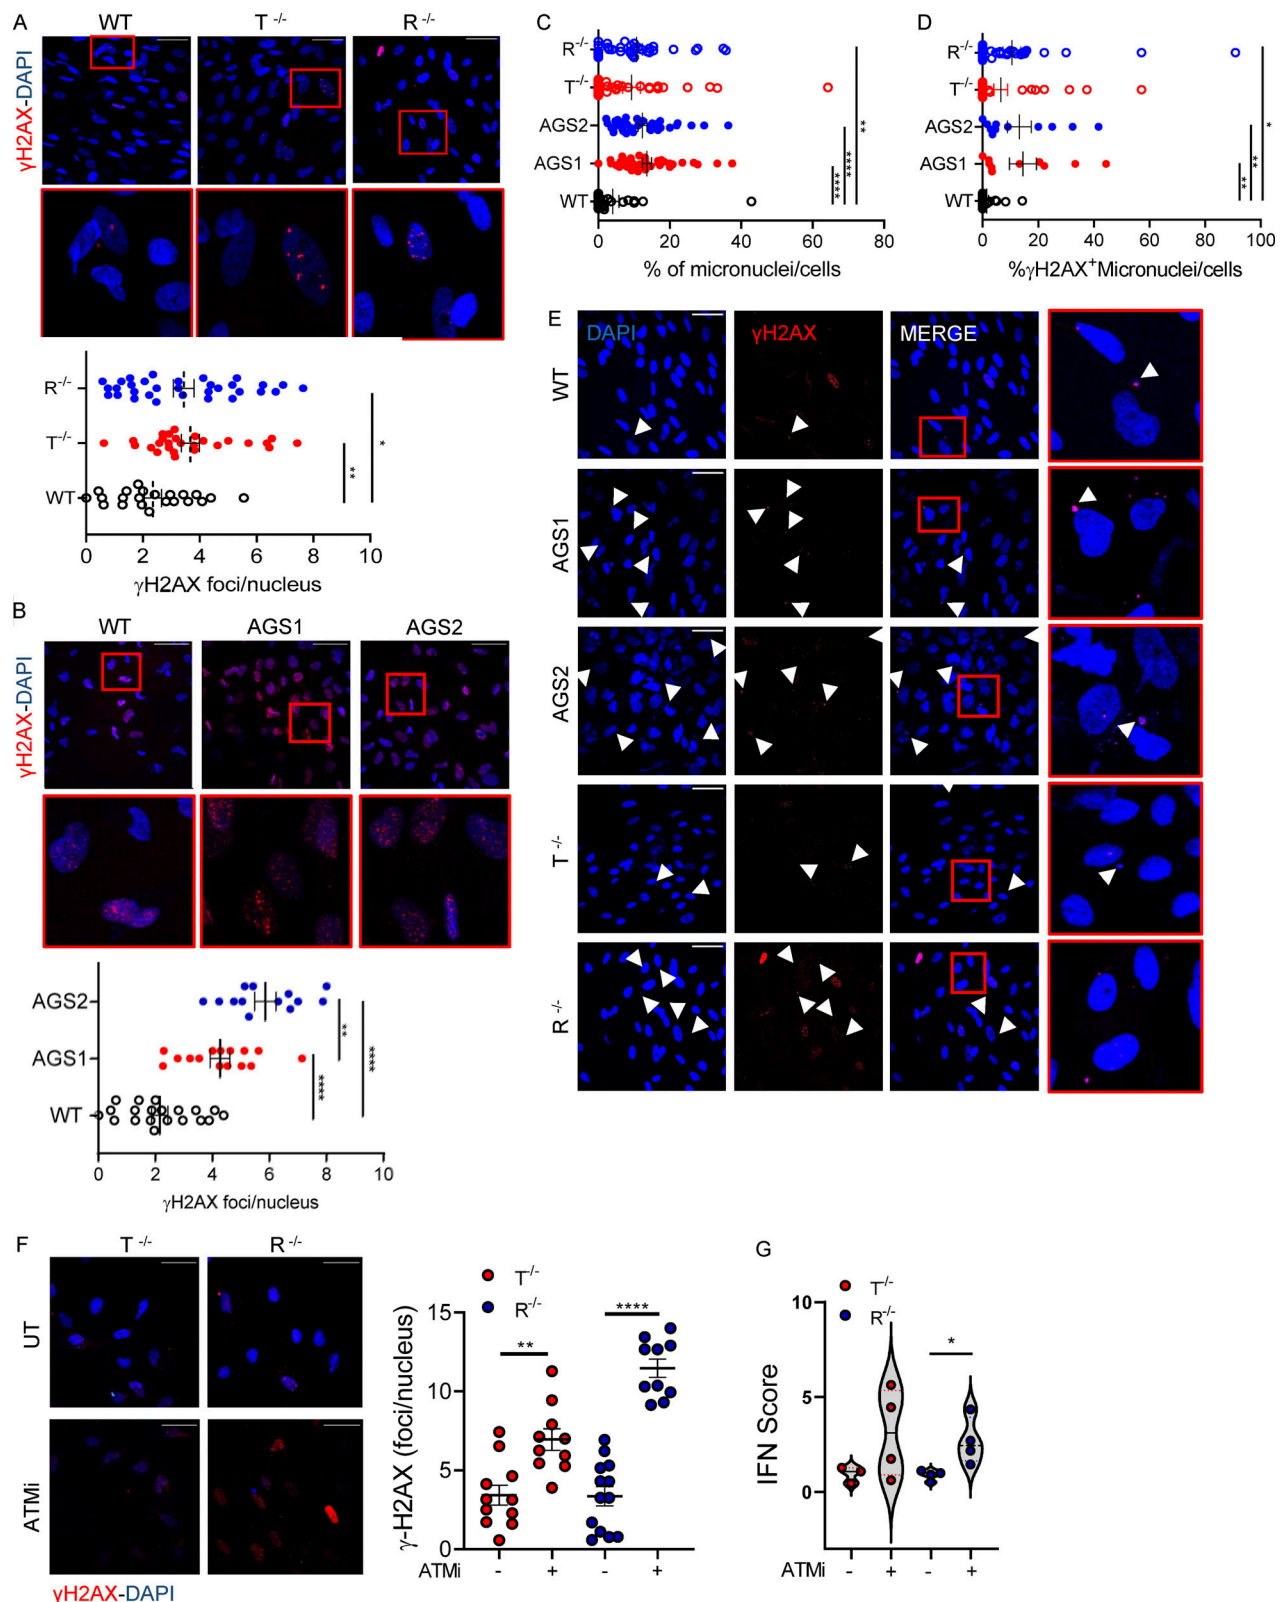 A
WT
T -/-
R -/-
γH2AX-DAPI
R-/-
T-/-
WT
*
**
0 2 4 6 8 10
γH2AX foci/nucleus
B
WT
AGS1
AGS2
γH2AX-DAPI
AGS2
AGS1
WT
**
****
****
0 2 4 6 8 10
γH2AX foci/nucleus
C
R-/-
T-/-
AGS2
AGS1
WT
**
****
****
0 20 40 60 80
% of micronuclei/cells
D
R-/-
T-/-
AGS2
AGS1
WT
*
**
**
0 20 40 60 80 100
%γH2AX+Micronuclei/cells
E
DAPI
γH2AX
MERGE
WT
AGS1
AGS2
T -/-
R -/-
F
T -/-
R -/-
UT
ATMi
γH2AX-DAPI
T-/-
R-/-
γ-H2AX (foci/nucleus)
15
10
5
0
**
****
ATMi - + - +
G
T-/-
R-/-
IFN Score
10
5
0
*
ATMi - + - +